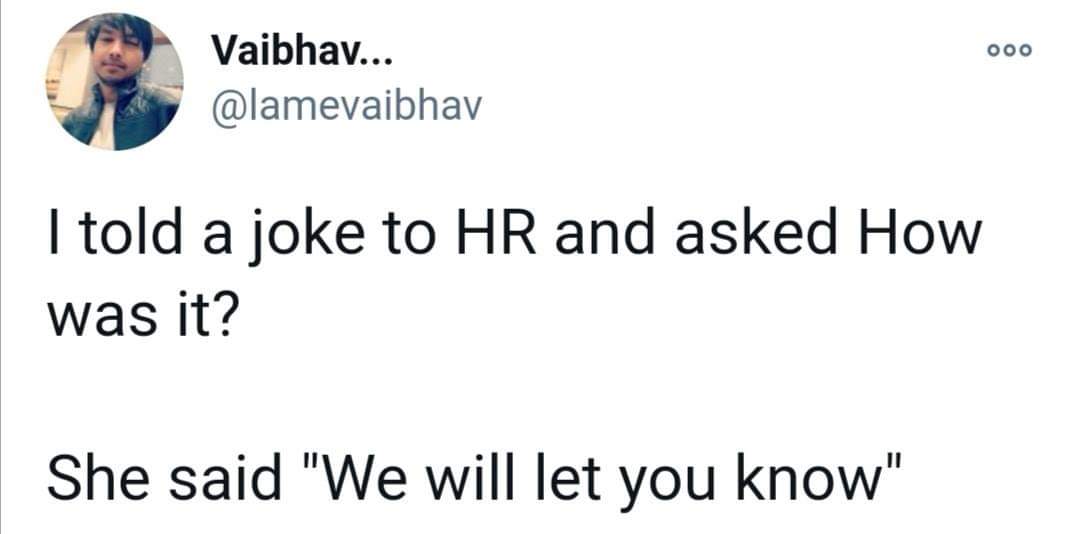 Vaibhav...
@lamevaibhav
I told a joke to HR and asked How
was it?
She said "We will let you know"